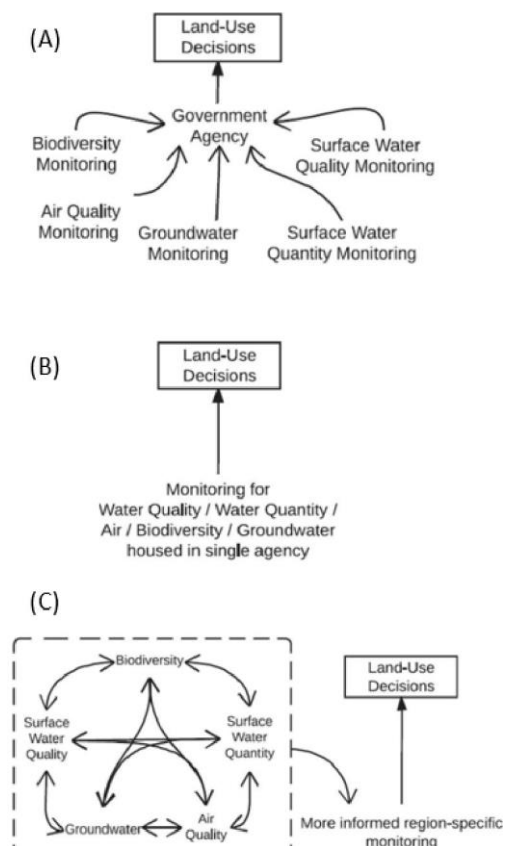 (A)
Land-Use
Decisions
Government
Agency
Biodiversity
Monitoring
Surface Water
Quality Monitoring
Air Quality
Monitoring
Groundwater
Monitoring
Surface Water
Quantity Monitoring
(B)
Land-Use
Decisions
Monitoring for
Water Quality / Water Quantity /
Air / Biodiversity / Groundwater
housed in single agency
(C)
Biodiversity
Land-Use
Decisions
Surface
Water
Quality
Surface
Water
Quantity
Groundwater
Air
Quality
More informed region-specific
monitoring